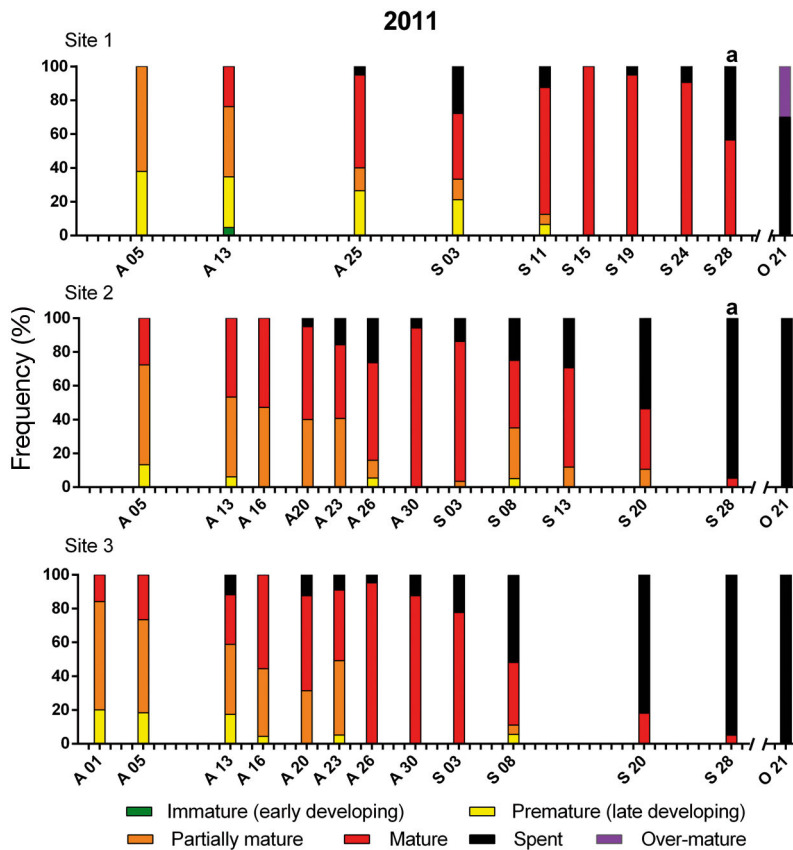 2011
Site 1
a
100
80
60
40
20
0
A 05 A 13 A 25 S 03 S 11 S 15 S 19 S 24 S 28 O 21
Site 2
a
Frequency (%)
100
80
60
40
20
0
A 05 A 13 A 16 A20 A 23 A 26 A 30 S 03 S 08 S 13 S 20 S 28 O 21
Site 3
100
80
60
40
20
0
A 01 A 05 A 13 A 16 A 20 A 23 A 26 A 30 S 03 S 08 S 20 S 28 O 21
Immature (early developing) Premature (late developing)
Partially mature Mature Spent Over-mature